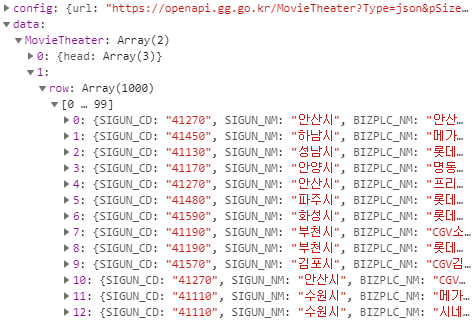 config: {url: "https://openapi.gg.go.kr/MovieTheater?Type=json&pSize…
data:
MovieTheater: Array(2)
0: {head: Array(3)}
1:
row: Array(1000)
[0 … 99]
0: {SIGUN_CD: "41270", SIGUN_NM: "안산시", BIZPLC_NM: "안산…
1: {SIGUN_CD: "41450", SIGUN_NM: "하남시", BIZPLC_NM: "메가…
2: {SIGUN_CD: "41130", SIGUN_NM: "성남시", BIZPLC_NM: "롯데…
3: {SIGUN_CD: "41170", SIGUN_NM: "안양시", BIZPLC_NM: "명동…
4: {SIGUN_CD: "41270", SIGUN_NM: "안산시", BIZPLC_NM: "프리…
5: {SIGUN_CD: "41480", SIGUN_NM: "파주시", BIZPLC_NM: "롯데…
6: {SIGUN_CD: "41590", SIGUN_NM: "화성시", BIZPLC_NM: "롯데…
7: {SIGUN_CD: "41190", SIGUN_NM: "부천시", BIZPLC_NM: "CGV소…
8: {SIGUN_CD: "41190", SIGUN_NM: "부천시", BIZPLC_NM: "롯데…
9: {SIGUN_CD: "41570", SIGUN_NM: "김포시", BIZPLC_NM: "CGV김…
10: {SIGUN_CD: "41270", SIGUN_NM: "안산시", BIZPLC_NM: "CGV…
11: {SIGUN_CD: "41110", SIGUN_NM: "수원시", BIZPLC_NM: "메가…
12: {SIGUN_CD: "41110", SIGUN_NM: "수원시", BIZPLC_NM: "시네…